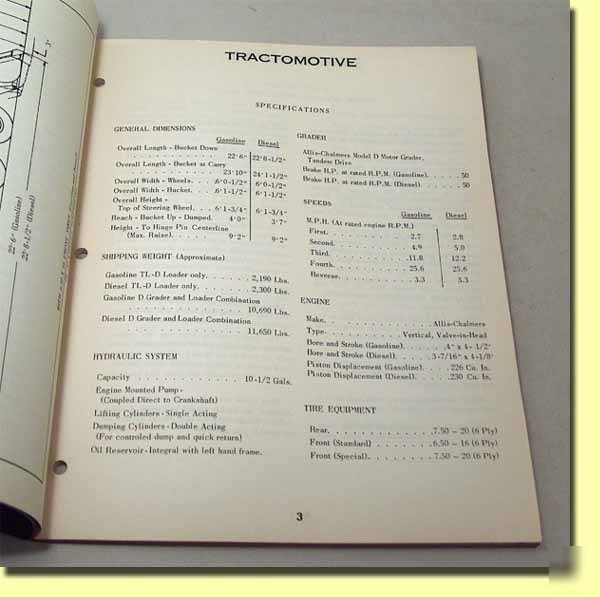 TRACTOMOTIVE
SPECIFICATIONS
GENERAL DIMENSIONS
Gasoline Diesel
Overall Length - Bucket Down
. . . . . . . . . . . 22'6" 22'8-1/2"
Overall Length - Bucket at Carry
. . . . . . . . . . . 23'10" 24'1-1/2"
Overall Width - Wheels. . . . 6'0-1/2" 6'0-1/2"
Overall Width - Bucket. . . . 6'1-1/2" 6'1-1/2"
Overall Height -
Top of Steering Wheel. . . . 6'1-3/4" 6'1-3/4"
Reach - Bucket Up - Dumped. 4'0" 3'7"
Height - To Hinge Pin Centerline
(Max. Raise). . . . . . . . 9'2" 9'2"
SHIPPING WEIGHT (Approximate)
Gasoline TL-D Loader only. . . . . . 2,190 Lbs.
Diesel TL-D Loader only. . . . . . . 2,300 Lbs.
Gasoline D Grader and Loader Combination
. . . . . . . . . . . . . . . 10,690 Lbs.
Diesel D Grader and Loader Combination
. . . . . . . . . . . . . . . 11,650 Lbs.
HYDRAULIC SYSTEM
Capacity . . . . . . . . . . . . . 10-1/2 Gals.
Engine Mounted Pump-
(Coupled Direct to Crankshaft)
Lifting Cylinders - Single Acting
Dumping Cylinders - Double Acting
(For controled dump and quick return)
Oil Reservoir - Integral with left hand frame.
GRADER
Allis-Chalmers Model D Motor Grader,
Tandem Drive
Brake H.P. at rated R.P.M. (Gasoline). . . . . 50
Brake H.P. at rated R.P.M. (Diesel). . . . . . 50
SPEEDS
M.P.H. (At rated engine R.P.M.) Gasoline Diesel
First. . . . . . . . . . . . 2.7 2.8
Second. . . . . . . . . . . 4.9 5.0
Third. . . . . . . . . . . . 11.8 12.2
Fourth. . . . . . . . . . . 25.6 25.6
Reverse. . . . . . . . . . . 3.3 3.3
ENGINE
Make. . . . . . . . . . . . . . . Allis-Chalmers
Type. . . . . . . . . . . Vertical, Valve-in-Head
Bore and Stroke (Gasoline). . . . . 4" x 4-1/2"
Bore and Stroke (Diesel). . . . 3-7/16" x 4-1/8"
Piston Displacement (Gasoline). . . . 226 Cu. In.
Piston Displacement (Diesel). . . . . 230 Cu. In.
TIRE EQUIPMENT
Rear. . . . . . . . . . . . . 7.50 - 20 (6 Ply)
Front (Standard) . . . . . . . 6.50 - 16 (6 Ply)
Front (Special). . . . . . . . 7.50 - 20 (6 Ply)
3
22'6" (Gasoline)
22'8-1/2" (Diesel)